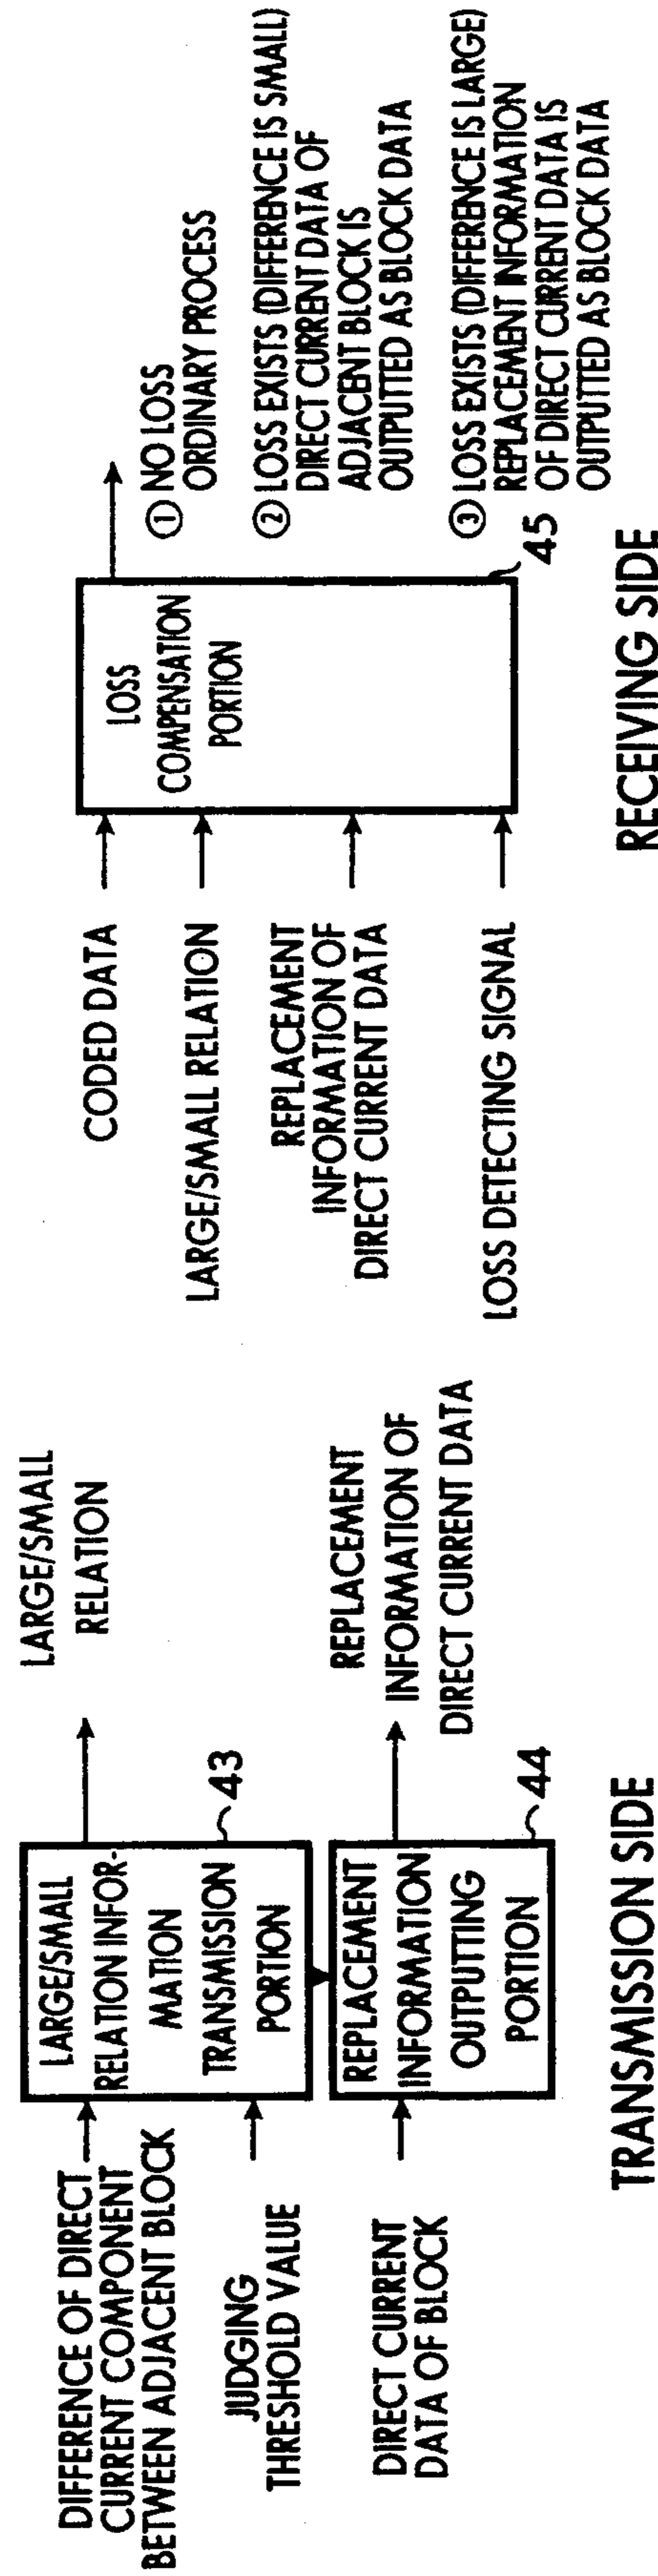 DIFFERENCE OF DIRECT
CURRENT COMPONENT
BETWEEN ADJACENT BLOCK
JUDGING
THRESHOLD VALUE
DIRECT CURRENT
DATA OF BLOCK
LARGE/SMALL
RELATION INFOR-
MATION
TRANSMISSION
PORTION
43
REPLACEMENT
INFORMATION
OUTPUTTING
PORTION
44
LARGE/SMALL
RELATION
REPLACEMENT
INFORMATION OF
DIRECT CURRENT DATA
TRANSMISSION SIDE
CODED DATA
LARGE/SMALL RELATION
REPLACEMENT
INFORMATION OF
DIRECT CURRENT DATA
LOSS DETECTING SIGNAL
LOSS
COMPENSATION
PORTION
45
① NO LOSS
ORDINARY PROCESS
② LOSS EXISTS (DIFFERENCE IS SMALL)
DIRECT CURRENT DATA OF
ADJACENT BLOCK IS
OUTPUTTED AS BLOCK DATA
③ LOSS EXISTS (DIFFERENCE IS LARGE)
REPLACEMENT INFORMATION
OF DIRECT CURRENT DATA IS
OUTPUTTED AS BLOCK DATA
RECEIVING SIDE